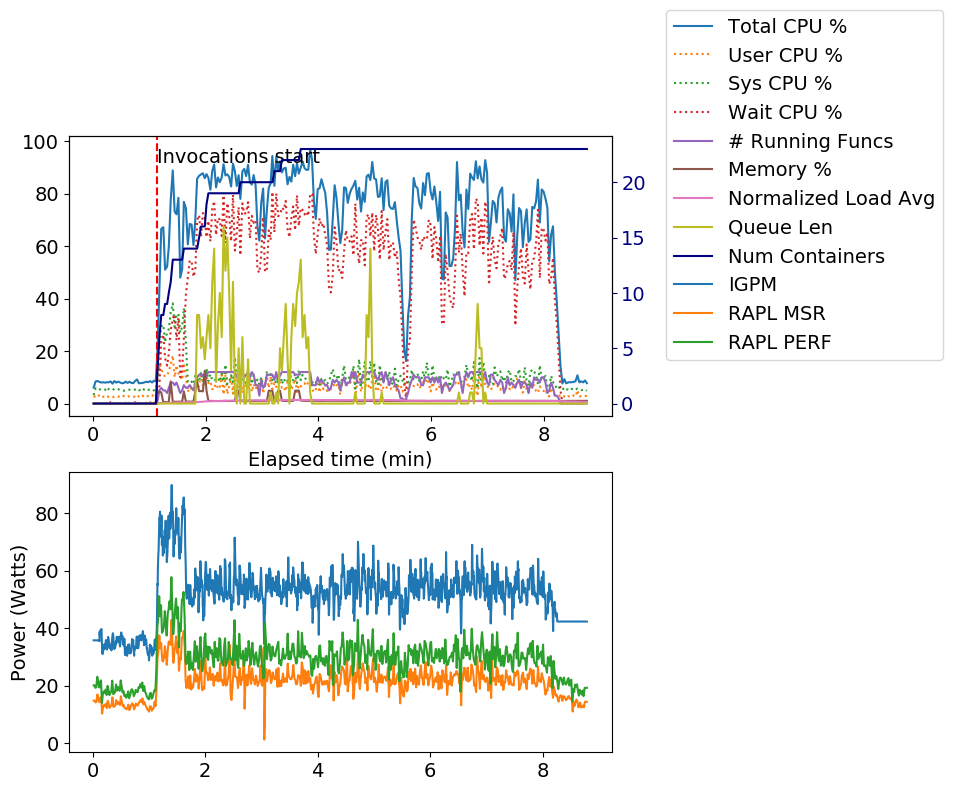 Total CPU %
User CPU %
Sys CPU %
Wait CPU %
# Running Funcs
Memory %
Normalized Load Avg
Queue Len
Num Containers
IGPM
RAPL MSR
RAPL PERF
100
80
60
40
20
0
Invocations start
20
15
10
5
0
0 2 4 6 8
Elapsed time (min)
Power (Watts)
80
60
40
20
0
0 2 4 6 8